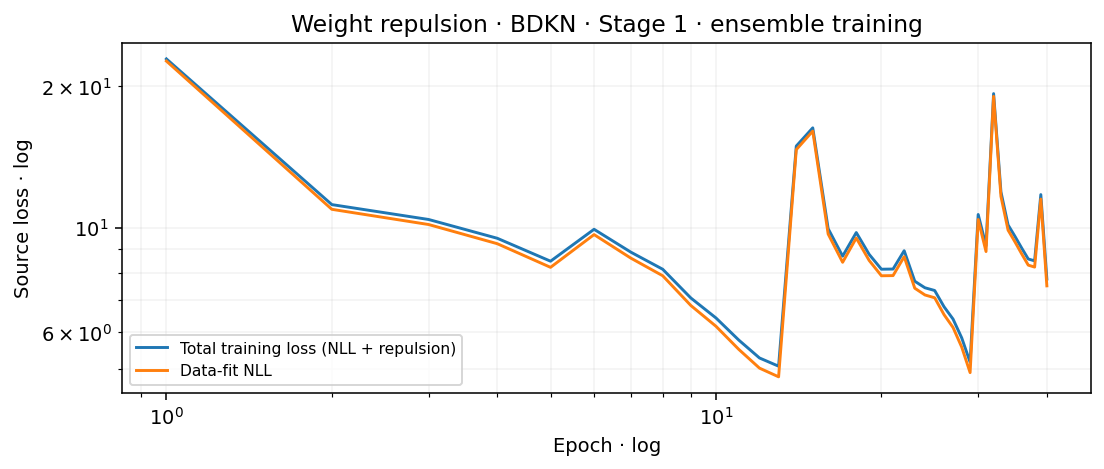 Weight repulsion · BDKN · Stage 1 · ensemble training
Source loss · log
2 × 10¹
10¹
6 × 10⁰
Total training loss (NLL + repulsion)
Data-fit NLL
10⁰
10¹
Epoch · log